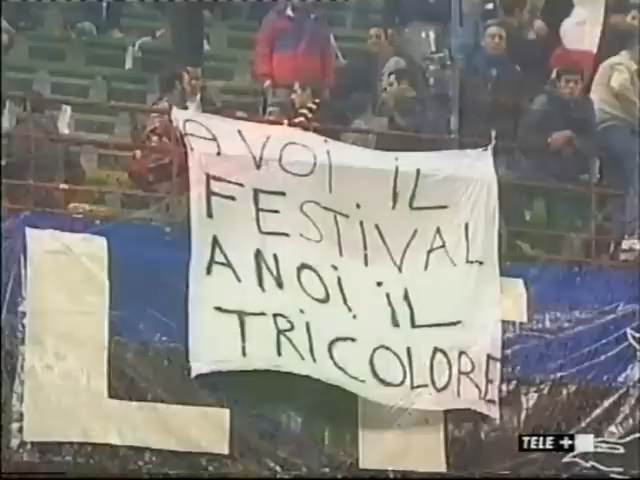 A VOI IL
FESTIVAL
A NOI IL
TRICOLORE
L
TELE +